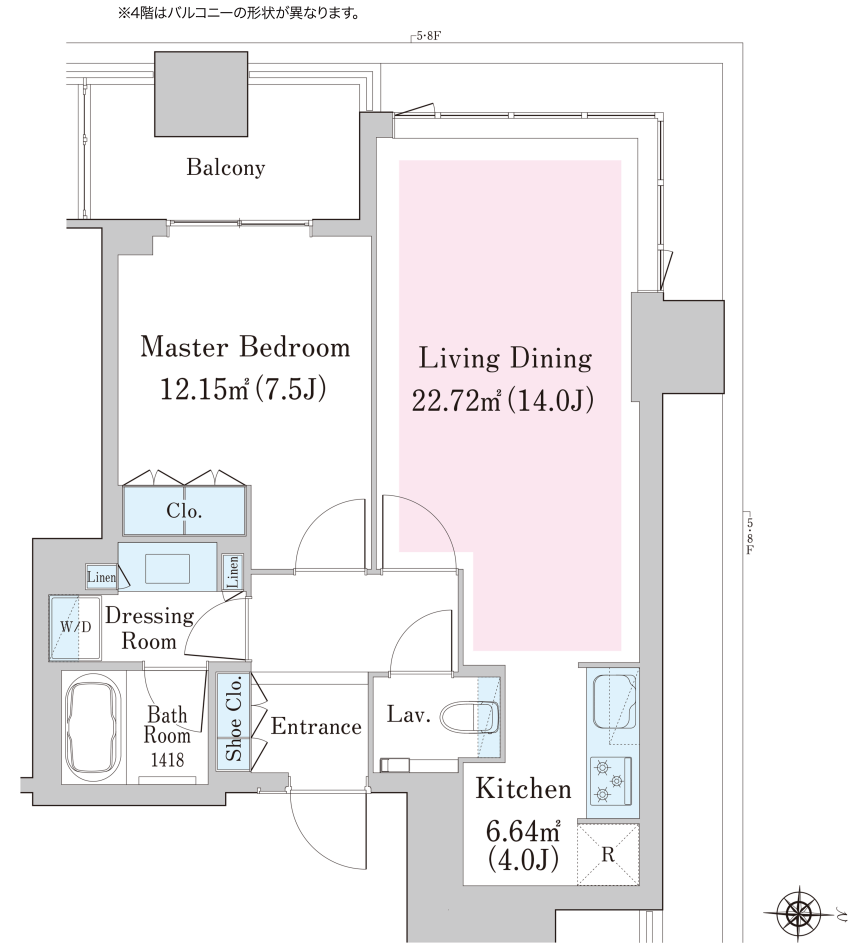 ※4階はバルコニーの形状が異なります。
5・8F
Balcony
Master Bedroom
12.15㎡(7.5J)
Living Dining
22.72㎡(14.0J)
Clo.
5・8F
Linen
Linen
W/D
Dressing
Room
Bath
Room
1418
Shoe Clo.
Entrance
Lav.
Kitchen
6.64㎡
(4.0J)
R
N